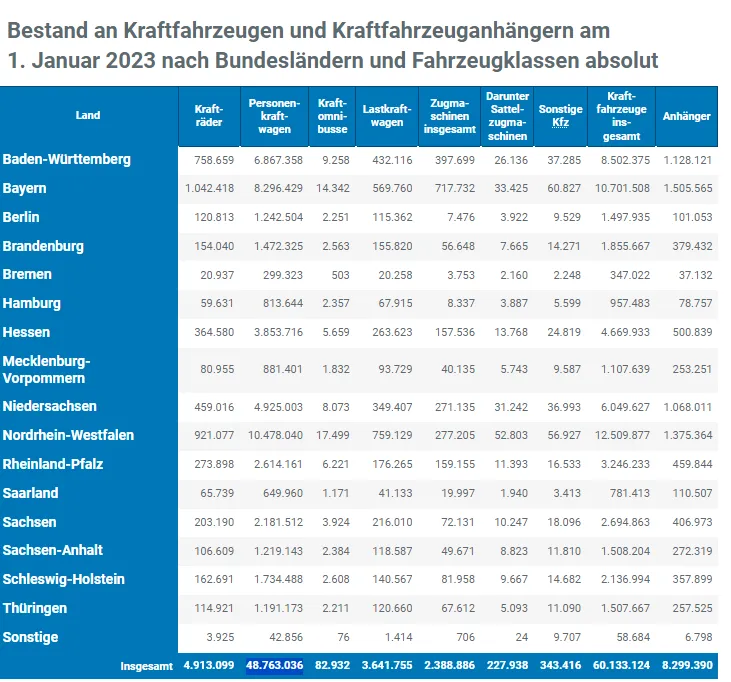 Bestand an Kraftfahrzeugen und Kraftfahrzeuganhängern am
1. Januar 2023 nach Bundesländern und Fahrzeugklassen absolut
Land Kraft-räder Personen-kraft-wagen Kraft-omni-busse Lastkraft-wagen Zugma-schinen insgesamt Darunter Sattel-zugma-schinen Sonstige Kfz Kraft-fahrzeuge ins-gesamt Anhänger
Baden-Württemberg 758.659 6.867.358 9.258 432.116 397.699 26.136 37.285 8.502.375 1.128.121
Bayern 1.042.418 8.296.429 14.342 569.760 717.732 33.425 60.827 10.701.508 1.505.565
Berlin 120.813 1.242.504 2.251 115.362 7.476 3.922 9.529 1.497.935 101.053
Brandenburg 154.040 1.472.325 2.563 155.820 56.648 7.665 14.271 1.855.667 379.432
Bremen 20.937 299.323 503 20.258 3.753 2.160 2.248 347.022 37.132
Hamburg 59.631 813.644 2.357 67.915 8.337 3.887 5.599 957.483 78.757
Hessen 364.580 3.853.716 5.659 263.623 157.536 13.768 24.819 4.669.933 500.839
Mecklenburg-
Vorpommern 80.955 881.401 1.832 93.729 40.135 5.743 9.587 1.107.639 253.251
Niedersachsen 459.016 4.925.003 8.073 349.407 271.135 31.242 36.993 6.049.627 1.068.011
Nordrhein-Westfalen 921.077 10.478.040 17.499 759.129 277.205 52.803 56.927 12.509.877 1.375.364
Rheinland-Pfalz 273.898 2.614.161 6.221 176.265 159.155 11.393 16.533 3.246.233 459.844
Saarland 65.739 649.960 1.171 41.133 19.997 1.940 3.413 781.413 110.507
Sachsen 203.190 2.181.512 3.924 216.010 72.131 10.247 18.096 2.694.863 406.973
Sachsen-Anhalt 106.609 1.219.143 2.384 118.587 49.671 8.823 11.810 1.508.204 272.319
Schleswig-Holstein 162.691 1.734.488 2.608 140.567 81.958 9.667 14.682 2.136.994 357.899
Thüringen 114.921 1.191.173 2.211 120.660 67.612 5.093 11.090 1.507.667 257.525
Sonstige 3.925 42.856 76 1.414 706 24 9.707 58.684 6.798
Insgesamt 4.913.099 48.763.036 82.932 3.641.755 2.388.886 227.938 343.416 60.133.124 8.299.390